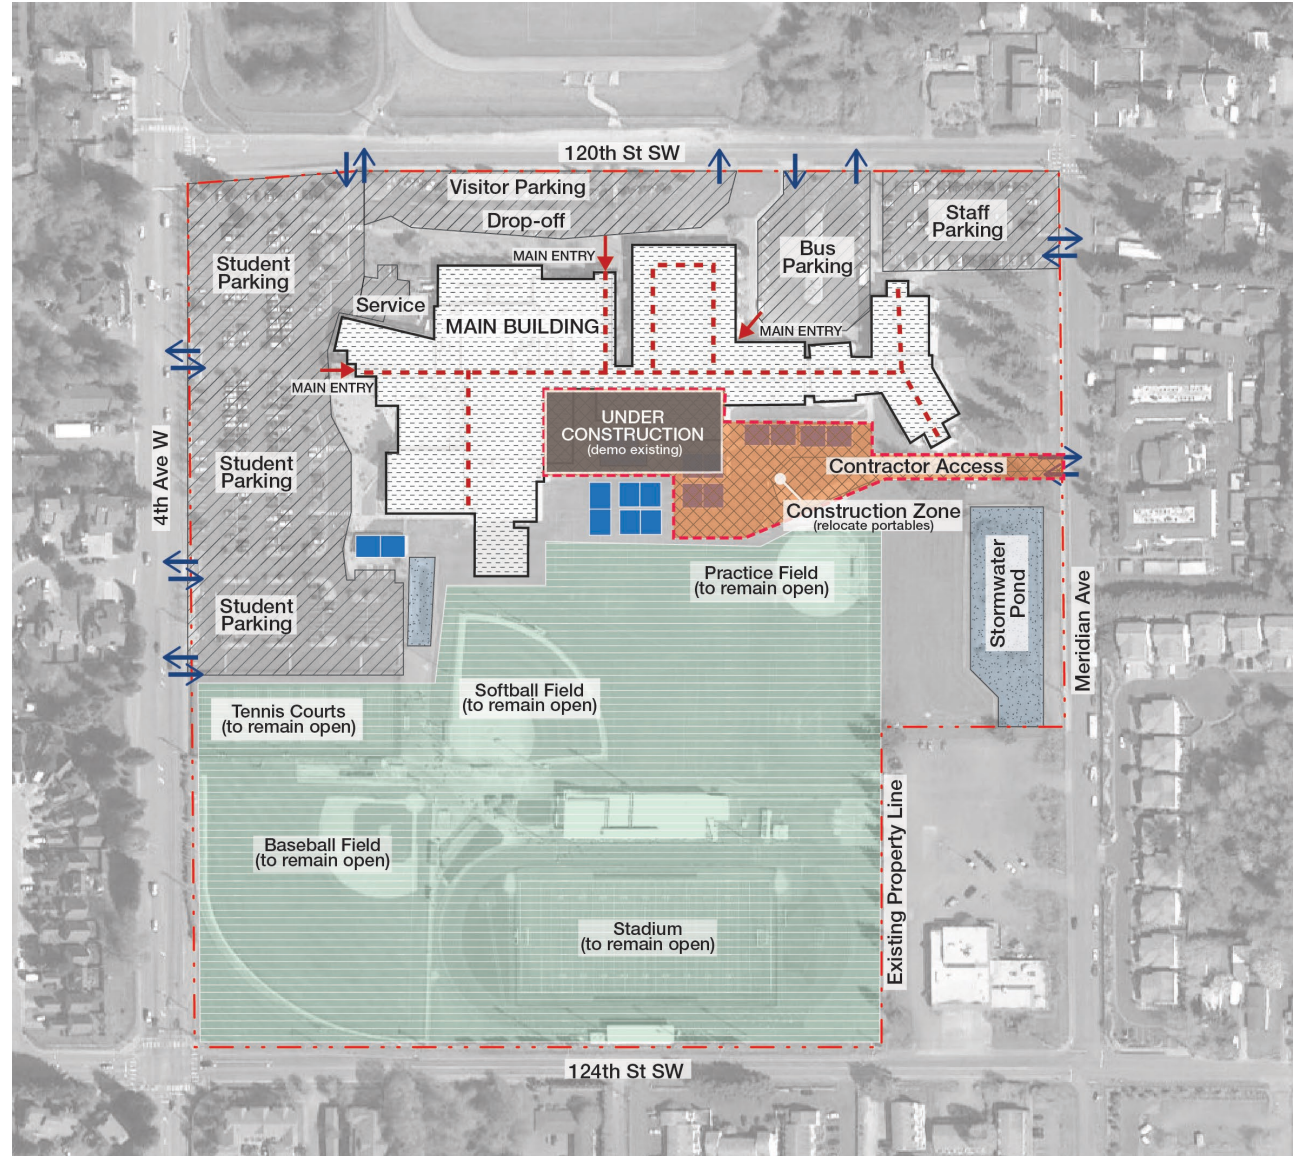 120th St SW
Visitor Parking
Drop-off
Staff
Parking
Bus
Parking
Student
Parking
MAIN ENTRY
Service
MAIN BUILDING
MAIN ENTRY
MAIN ENTRY
UNDER
CONSTRUCTION
(demo existing)
4th Ave W
Student
Parking
Contractor Access
Construction Zone
(relocate portables)
Practice Field
(to remain open)
Stormwater
Pond
Meridian Ave
Student
Parking
Softball Field
(to remain open)
Tennis Courts
(to remain open)
Baseball Field
(to remain open)
Existing Property Line
Stadium
(to remain open)
124th St SW